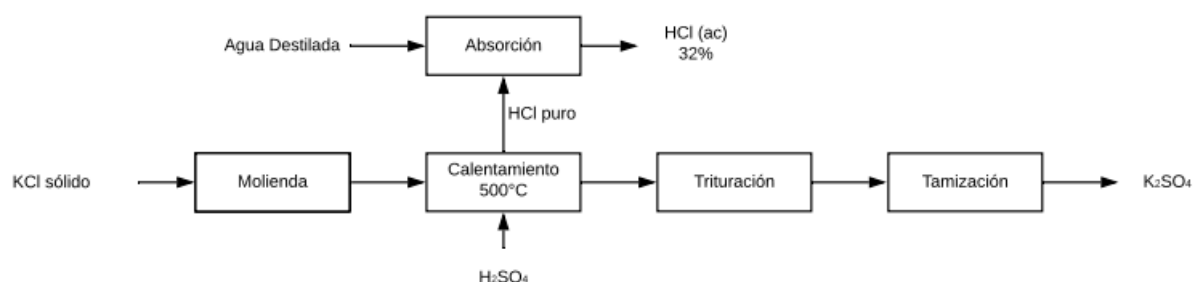 Agua Destilada
Absorción
HCl (ac)
32%
HCl puro
KCl sólido
Molienda
Calentamiento
500°C
Trituración
Tamización
K₂SO₄
H₂SO₄